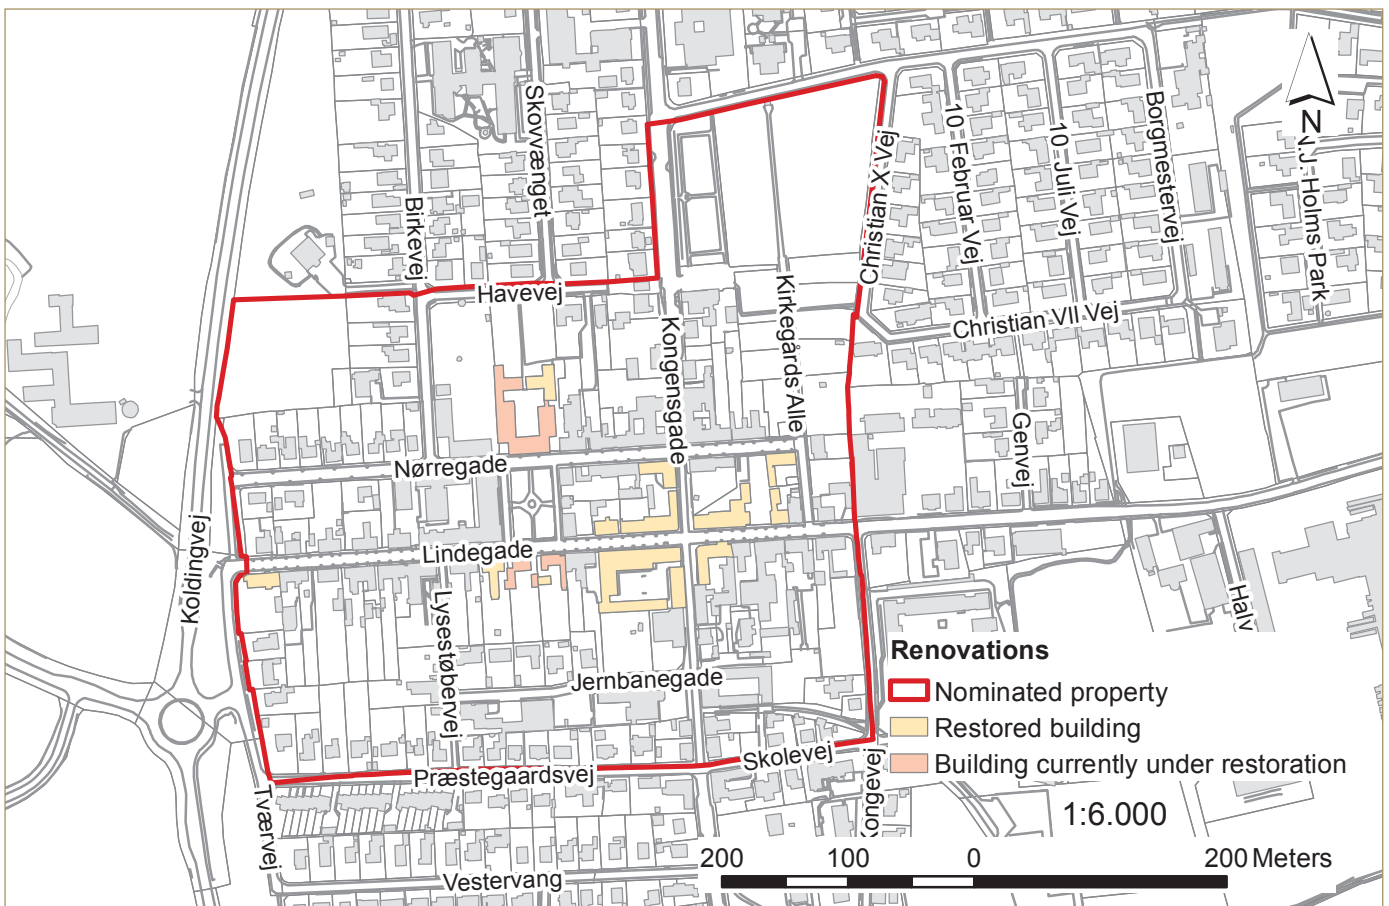 Skovvænget
Birkevej
Havevej
Kongensgade
Kirkegårds Alle
Christian X Vej
10 Februar Vej
10 Juli Vej
Borgmestervej
N.J. Holms Park
N
Christian VII Vej
Genvej
Nørregade
Lindegade
Koldingvej
Lysestøbervej
Jernbanegade
Præstegaardsvej
Skolevej
Tværvej
Kongevej
Vestervang
Halv
Renovations
Nominated property
Restored building
Building currently under restoration
1:6.000
200 100 0 200 Meters